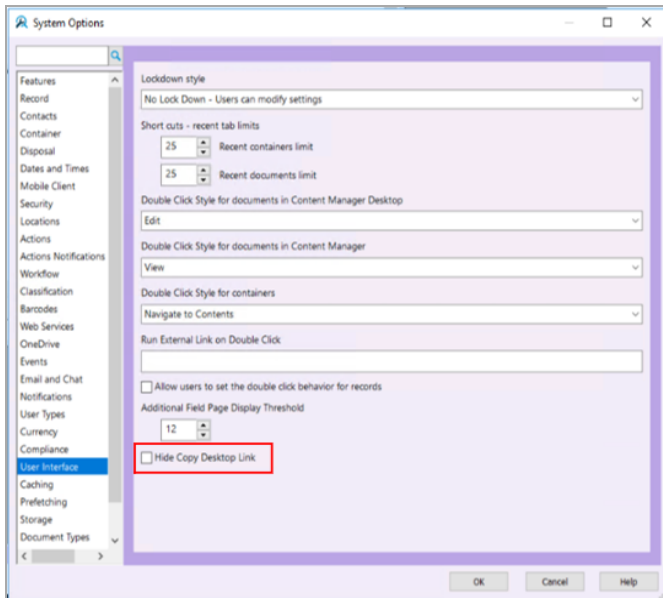 System Options
Features
Record
Contacts
Container
Disposal
Dates and Times
Mobile Client
Security
Locations
Actions
Actions Notifications
Workflow
Classification
Barcodes
Web Services
OneDrive
Events
Email and Chat
Notifications
User Types
Currency
Compliance
User Interface
Caching
Prefetching
Storage
Document Types
Lockdown style
No Lock Down - Users can modify settings
Short cuts - recent tab limits
25 Recent containers limit
25 Recent documents limit
Double Click Style for documents in Content Manager Desktop
Edit
Double Click Style for documents in Content Manager
View
Double Click Style for containers
Navigate to Contents
Run External Link on Double Click
Allow users to set the double click behavior for records
Additional Field Page Display Threshold
12
Hide Copy Desktop Link
OK Cancel Help